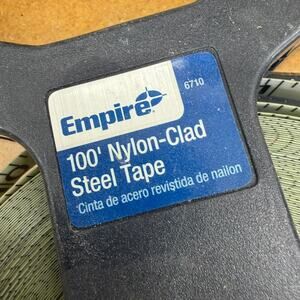 6710
Empire
100' Nylon-Clad
Steel Tape
Cinta de acero revistida de nailon